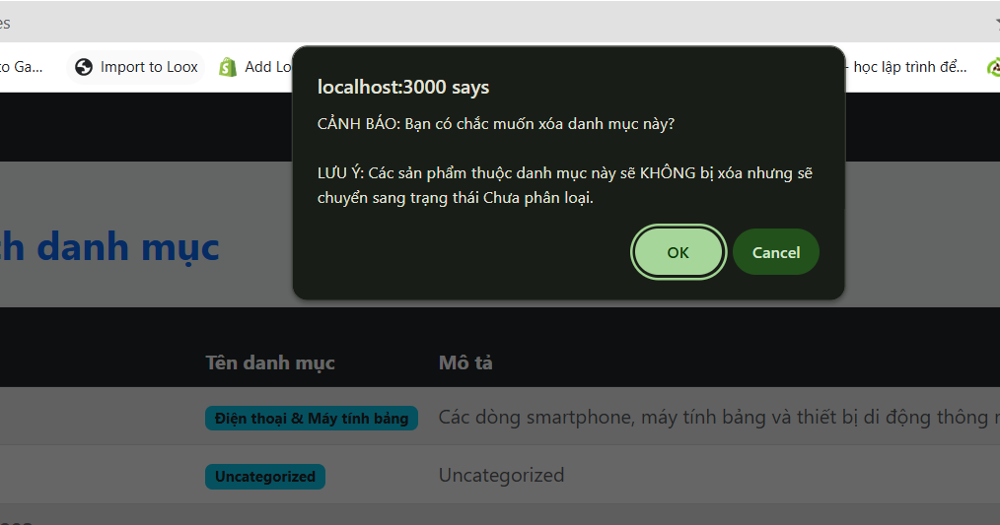 es
to Ga...
Import to Loox
Add Lo
- học lập trình để...
localhost:3000 says
CẢNH BÁO: Bạn có chắc muốn xóa danh mục này?
LƯU Ý: Các sản phẩm thuộc danh mục này sẽ KHÔNG bị xóa nhưng sẽ
chuyển sang trạng thái Chưa phân loại.
OK
Cancel
ch danh mục
Tên danh mục
Mô tả
Điện thoại & Máy tính bảng
Các dòng smartphone, máy tính bảng và thiết bị di động thông
Uncategorized
Uncategorized